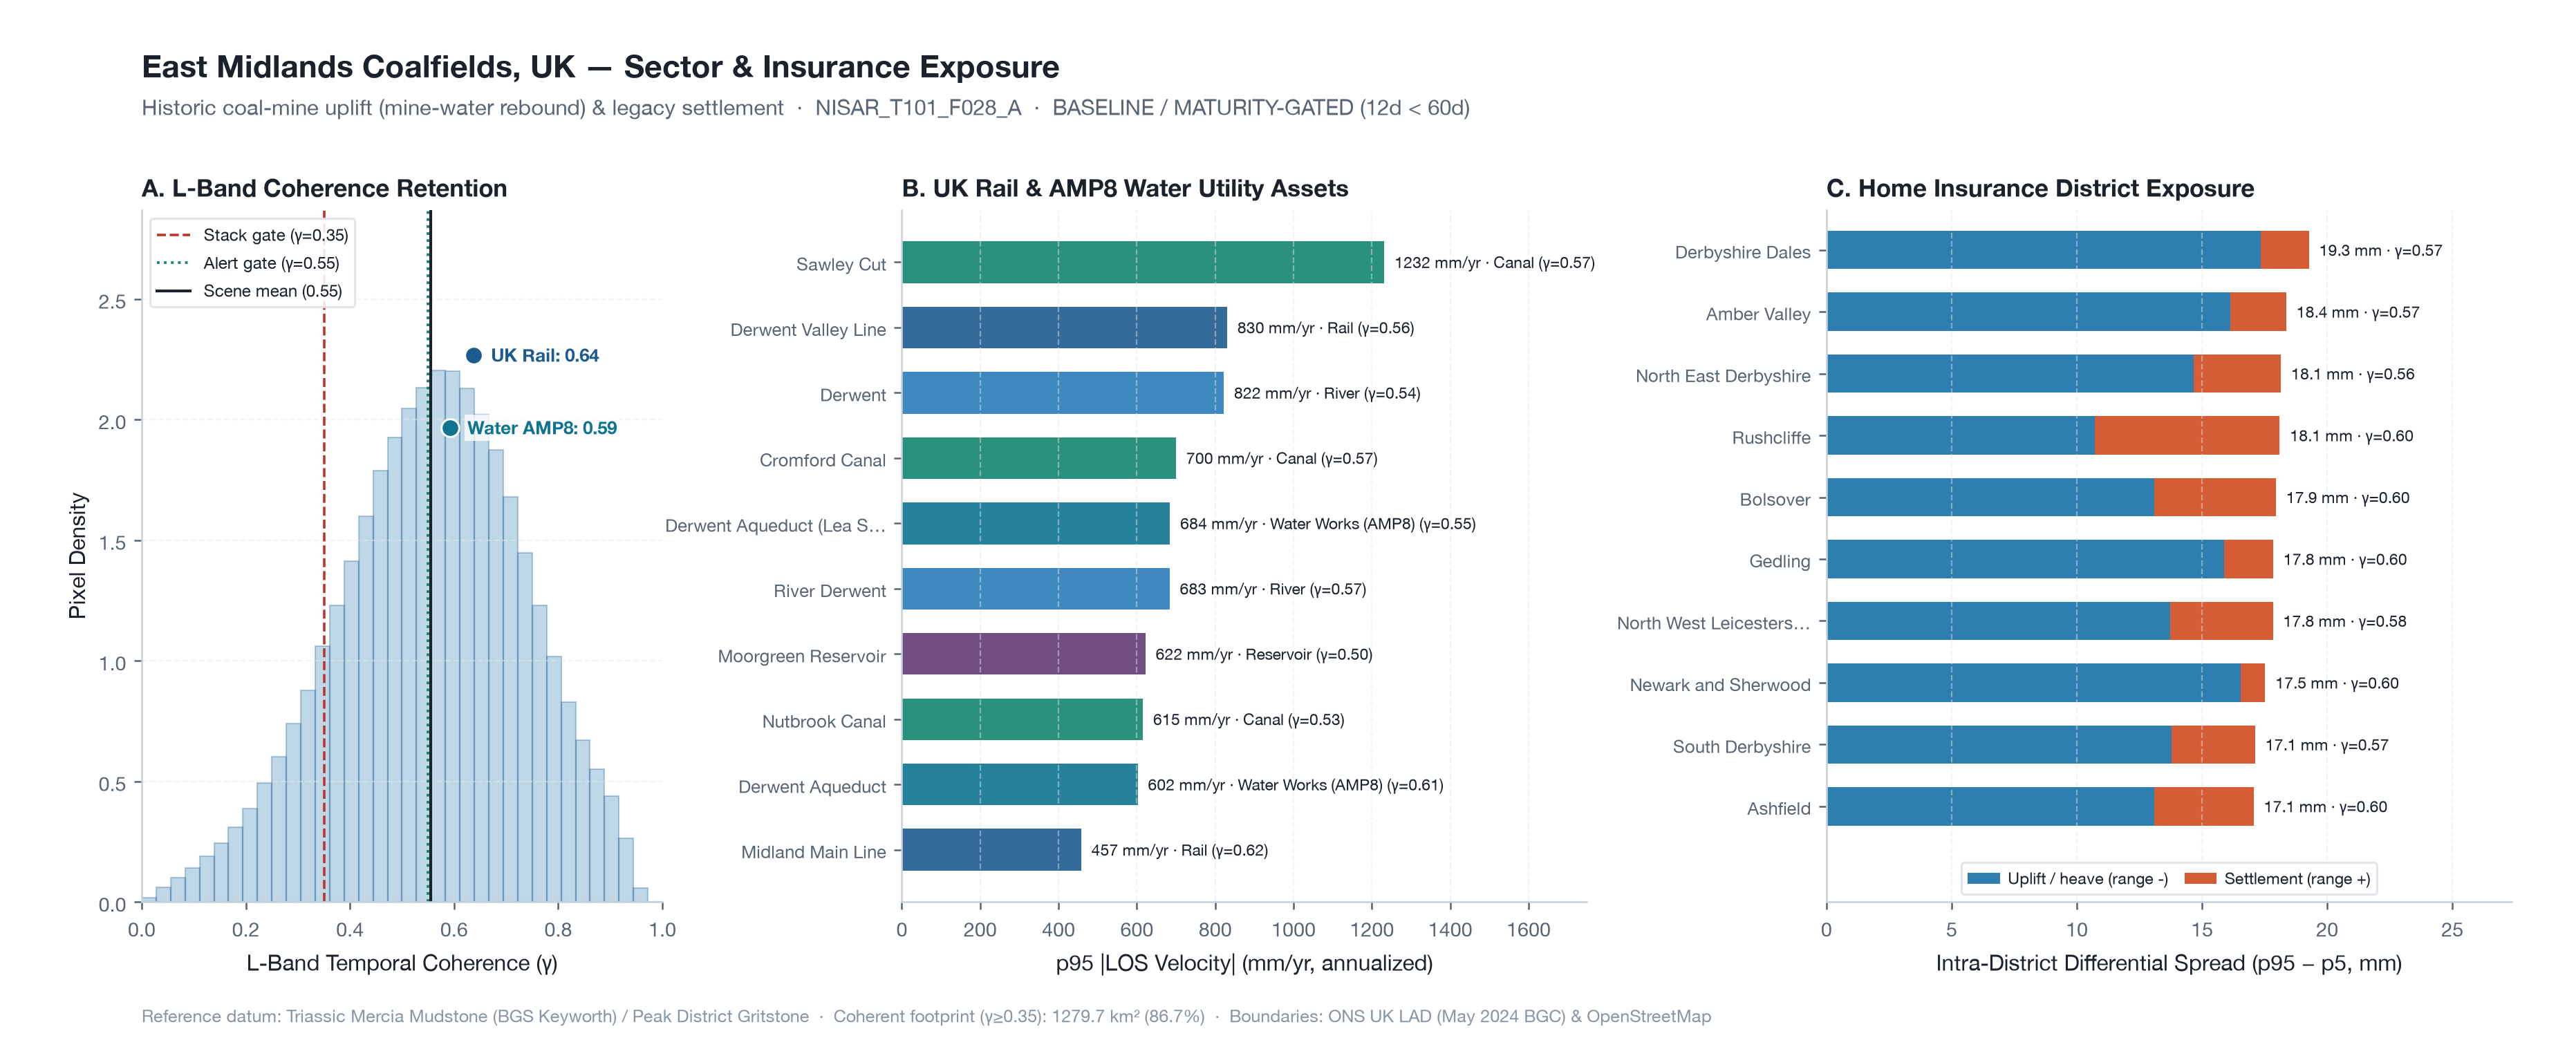 East Midlands Coalfields, UK — Sector & Insurance Exposure
Historic coal-mine uplift (mine-water rebound) & legacy settlement · NISAR_T101_F028_A · BASELINE / MATURITY-GATED (12d < 60d)
A. L-Band Coherence Retention
Stack gate (γ=0.35)
Alert gate (γ=0.55)
Scene mean (0.55)
UK Rail: 0.64
Water AMP8: 0.59
Pixel Density
2.5
2.0
1.5
1.0
0.5
0.0
0.0
0.2
0.4
0.6
0.8
1.0
L-Band Temporal Coherence (γ)
B. UK Rail & AMP8 Water Utility Assets
Sawley Cut
1232 mm/yr · Canal (γ=0.57)
Derwent Valley Line
830 mm/yr · Rail (γ=0.56)
Derwent
822 mm/yr · River (γ=0.54)
Cromford Canal
700 mm/yr · Canal (γ=0.57)
Derwent Aqueduct (Lea S…
684 mm/yr · Water Works (AMP8) (γ=0.55)
River Derwent
683 mm/yr · River (γ=0.57)
Moorgreen Reservoir
622 mm/yr · Reservoir (γ=0.50)
Nutbrook Canal
615 mm/yr · Canal (γ=0.53)
Derwent Aqueduct
602 mm/yr · Water Works (AMP8) (γ=0.61)
Midland Main Line
457 mm/yr · Rail (γ=0.62)
0
200
400
600
800
1000
1200
1400
1600
p95 |LOS Velocity| (mm/yr, annualized)
C. Home Insurance District Exposure
Derbyshire Dales
19.3 mm · γ=0.57
Amber Valley
18.4 mm · γ=0.57
North East Derbyshire
18.1 mm · γ=0.56
Rushcliffe
18.1 mm · γ=0.60
Bolsover
17.9 mm · γ=0.60
Gedling
17.8 mm · γ=0.60
North West Leicesters…
17.8 mm · γ=0.58
Newark and Sherwood
17.5 mm · γ=0.60
South Derbyshire
17.1 mm · γ=0.57
Ashfield
17.1 mm · γ=0.60
Uplift / heave (range -)
Settlement (range +)
0
5
10
15
20
25
Intra-District Differential Spread (p95 – p5, mm)
Reference datum: Triassic Mercia Mudstone (BGS Keyworth) / Peak District Gritstone · Coherent footprint (γ≥0.35): 1279.7 km² (86.7%) · Boundaries: ONS UK LAD (May 2024 BGC) & OpenStreetMap